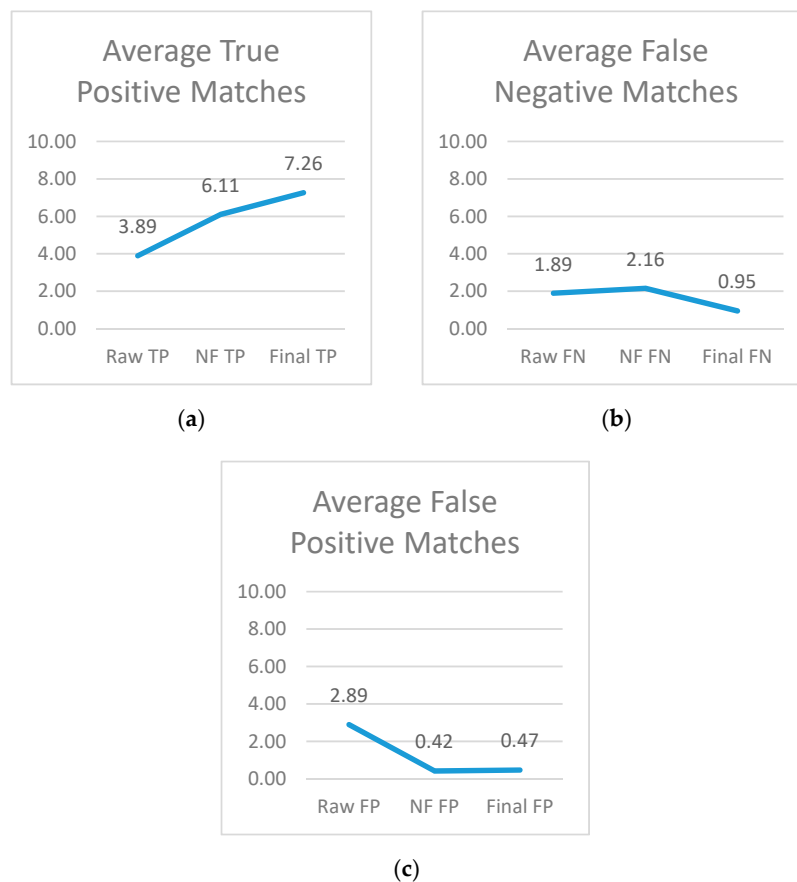 Average True
Positive Matches
10.00
8.00
6.00
4.00
2.00
0.00
3.89
6.11
7.26
Raw TP NF TP Final TP
(a)
Average False
Negative Matches
10.00
8.00
6.00
4.00
2.00
0.00
1.89
2.16
0.95
Raw FN NF FN Final FN
(b)
Average False
Positive Matches
10.00
8.00
6.00
4.00
2.00
0.00
2.89
0.42
0.47
Raw FP NF FP Final FP
(c)